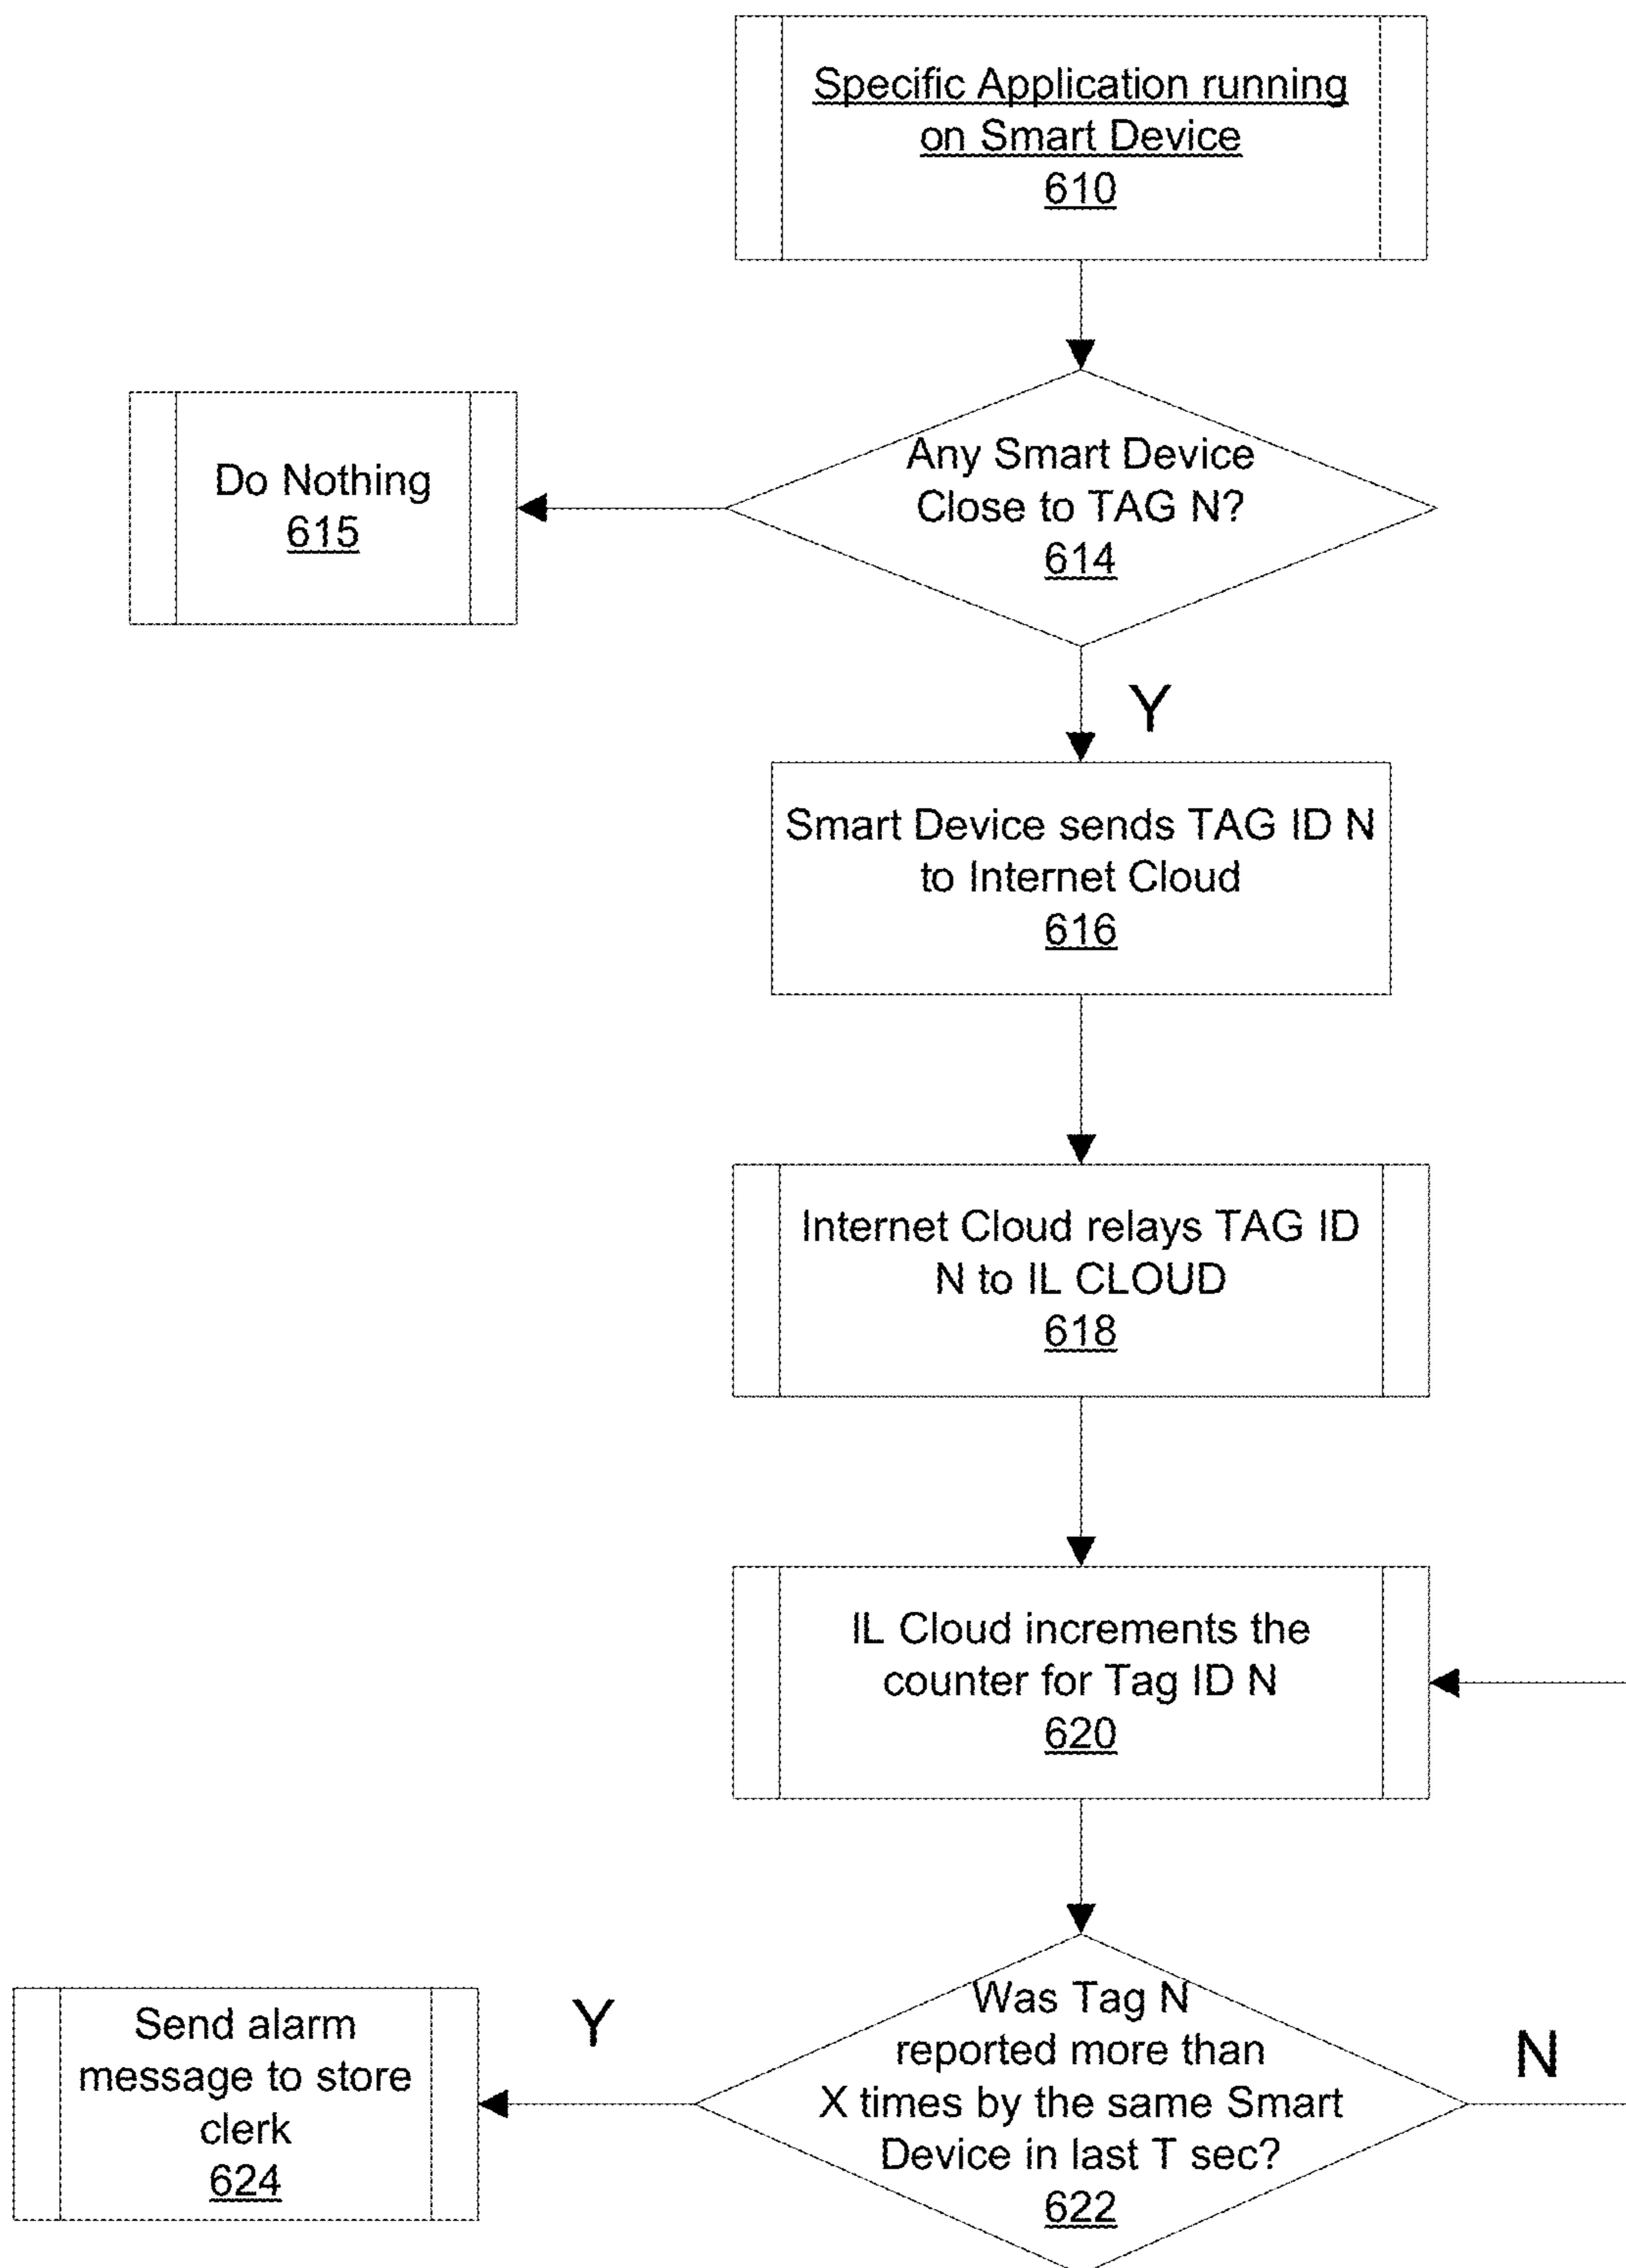 Specific Application running
on Smart Device
610
Any Smart Device
Close to TAG N?
614
Do Nothing
615
Y
Smart Device sends TAG ID N
to Internet Cloud
616
Internet Cloud relays TAG ID
N to IL CLOUD
618
IL Cloud increments the
counter for Tag ID N
620
Was Tag N
reported more than
X times by the same Smart
Device in last T sec?
622
Y
N
Send alarm
message to store
clerk
624